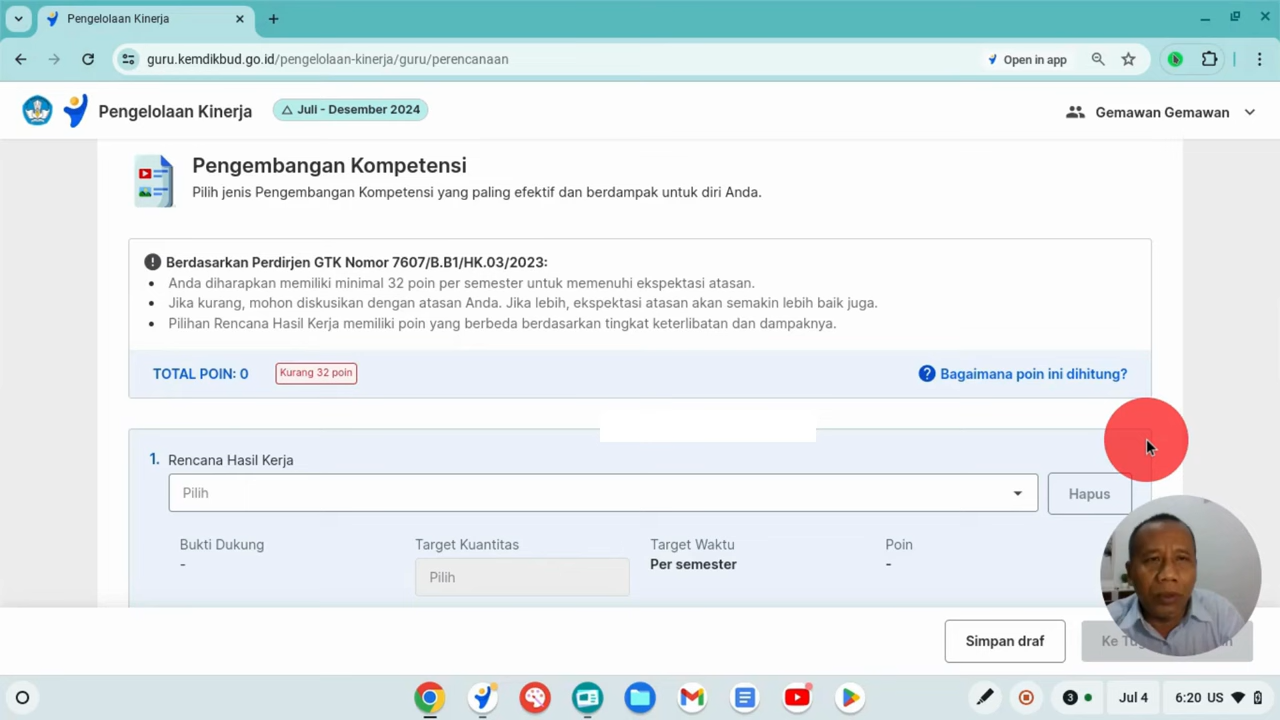 Pengelolaan Kinerja
guru.kemdikbud.go.id/pengelolaan-kinerja/guru/perencanaan
Open in app
Pengelolaan Kinerja
Juli - Desember 2024
Gemawan Gemawan
Pengembangan Kompetensi
Pilih jenis Pengembangan Kompetensi yang paling efektif dan berdampak untuk diri Anda.
Berdasarkan Perdirjen GTK Nomor 7607/B.B1/HK.03/2023:
• Anda diharapkan memiliki minimal 32 poin per semester untuk memenuhi ekspektasi atasan.
• Jika kurang, mohon diskusikan dengan atasan Anda. Jika lebih, ekspektasi atasan akan semakin lebih baik juga.
• Pilihan Rencana Hasil Kerja memiliki poin yang berbeda berdasarkan tingkat keterlibatan dan dampaknya.
TOTAL POIN: 0 Kurang 32 poin
Bagaimana poin ini dihitung?
1. Rencana Hasil Kerja
Pilih
Hapus
Bukti Dukung Target Kuantitas Target Waktu Poin
- Pilih Per semester -
Simpan draf
Ke
3 Jul 4 6:20 US